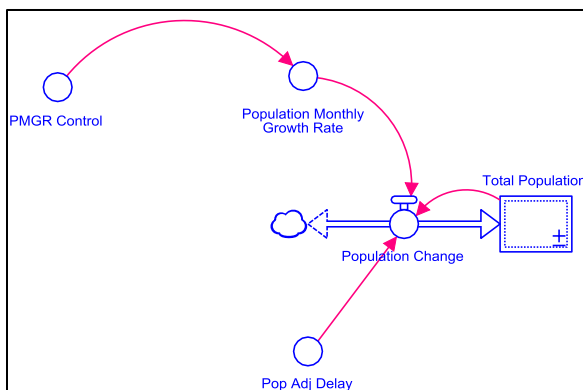 PMGR Control
Population Monthly
Growth Rate
Total Population
Population Change
Pop Adj Delay